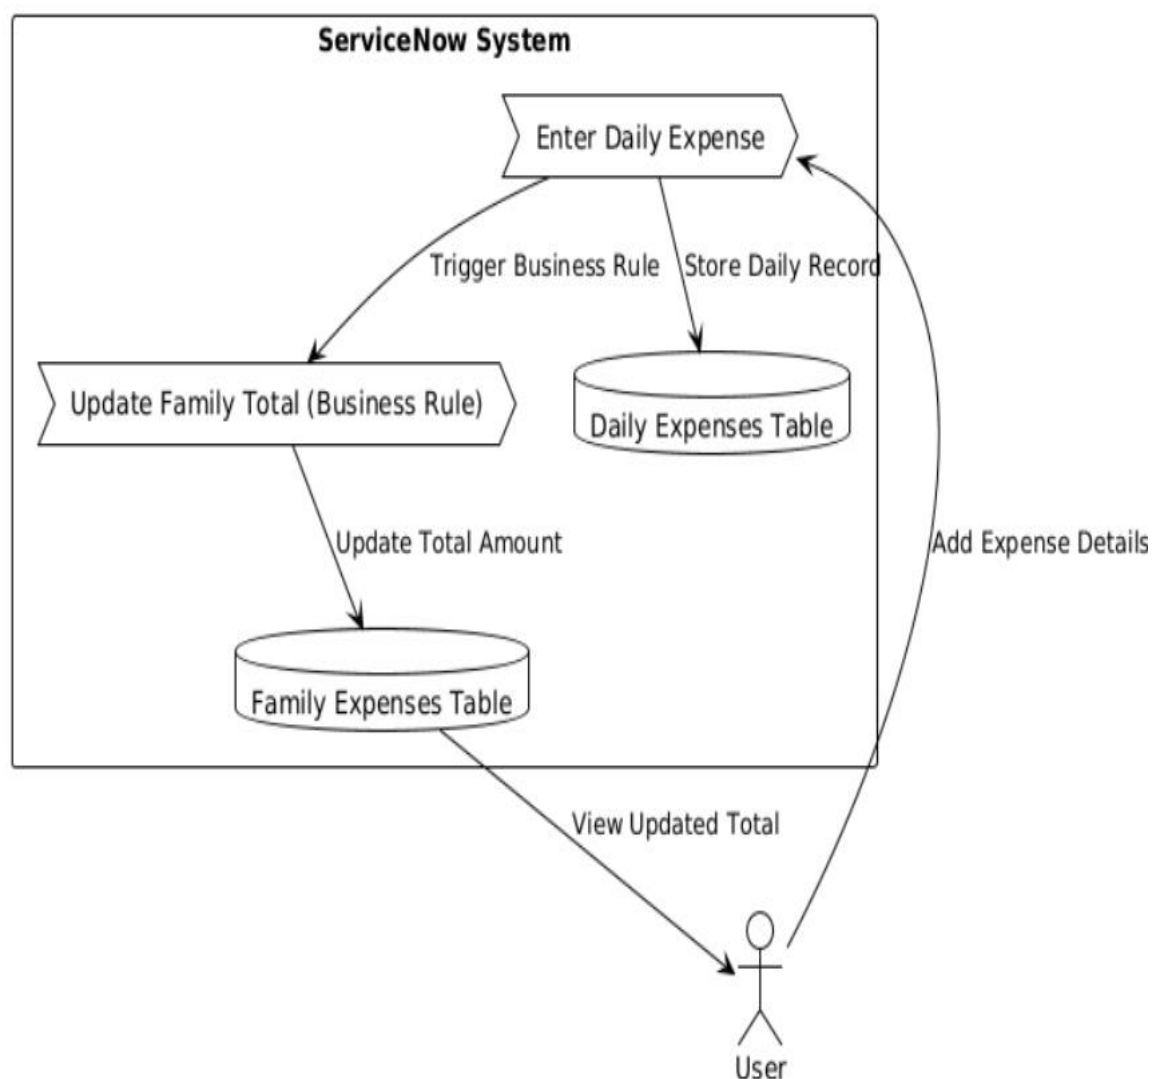 ServiceNow System
Enter Daily Expense
Trigger Business Rule
Store Daily Record
Update Family Total (Business Rule)
Daily Expenses Table
Update Total Amount
Add Expense Details
Family Expenses Table
View Updated Total
User